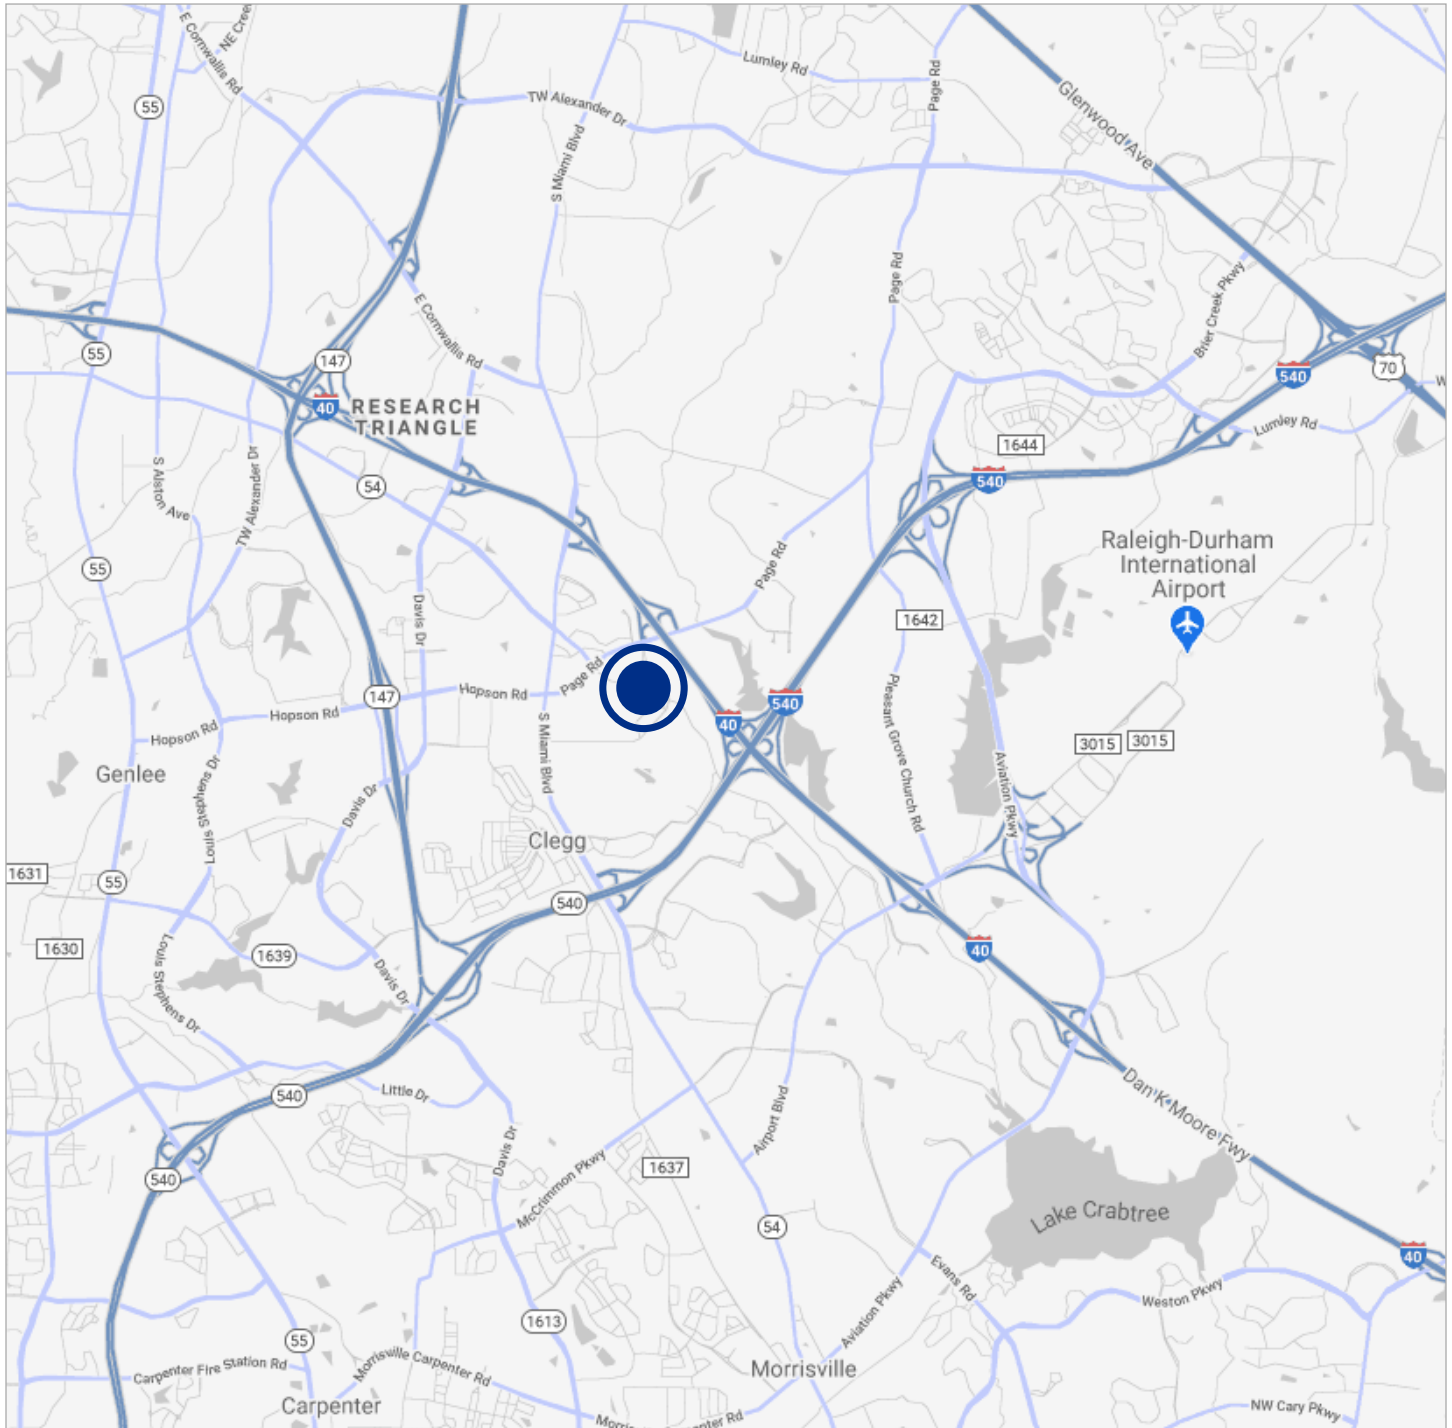 E Cornwallis Rd
NE Cree
Lumley Rd
Page Rd
55
TW Alexander Dr
Glenwood Ave
S Miami Blvd
Page Rd
Brier Creek Pkwy
E Cornwallis Rd
55
147
70
540
40
RESEARCH
TRIANGLE
W
Lumley Rd
1644
S Alston Ave
TW Alexander Dr
54
540
Raleigh-Durham
International
Airport
55
Page Rd
Davis Dr
1642
Page Rd
147
Hopson Rd
540
Hopson Rd
40
Hopson Rd
S Miami Blvd
Pleasant Grove Church Rd
3015
3015
Genlee
Louis Stephens Dr
Davis Dr
Aviation Pkwy
Clegg
1631
55
540
1630
1639
40
Louis Stephens Dr
Davis Dr
540
Little Dr
Dan K Moore Fwy
Airport Blvd
Davis Dr
540
1637
McCrimmon Pkwy
Lake Crabtree
54
40
Evans Rd
Weston Pkwy
Aviation Pkwy
1613
55
Carpenter Fire Station Rd
Morrisville Carpenter Rd
Morrisville
Carpenter
NW Cary Pkwy